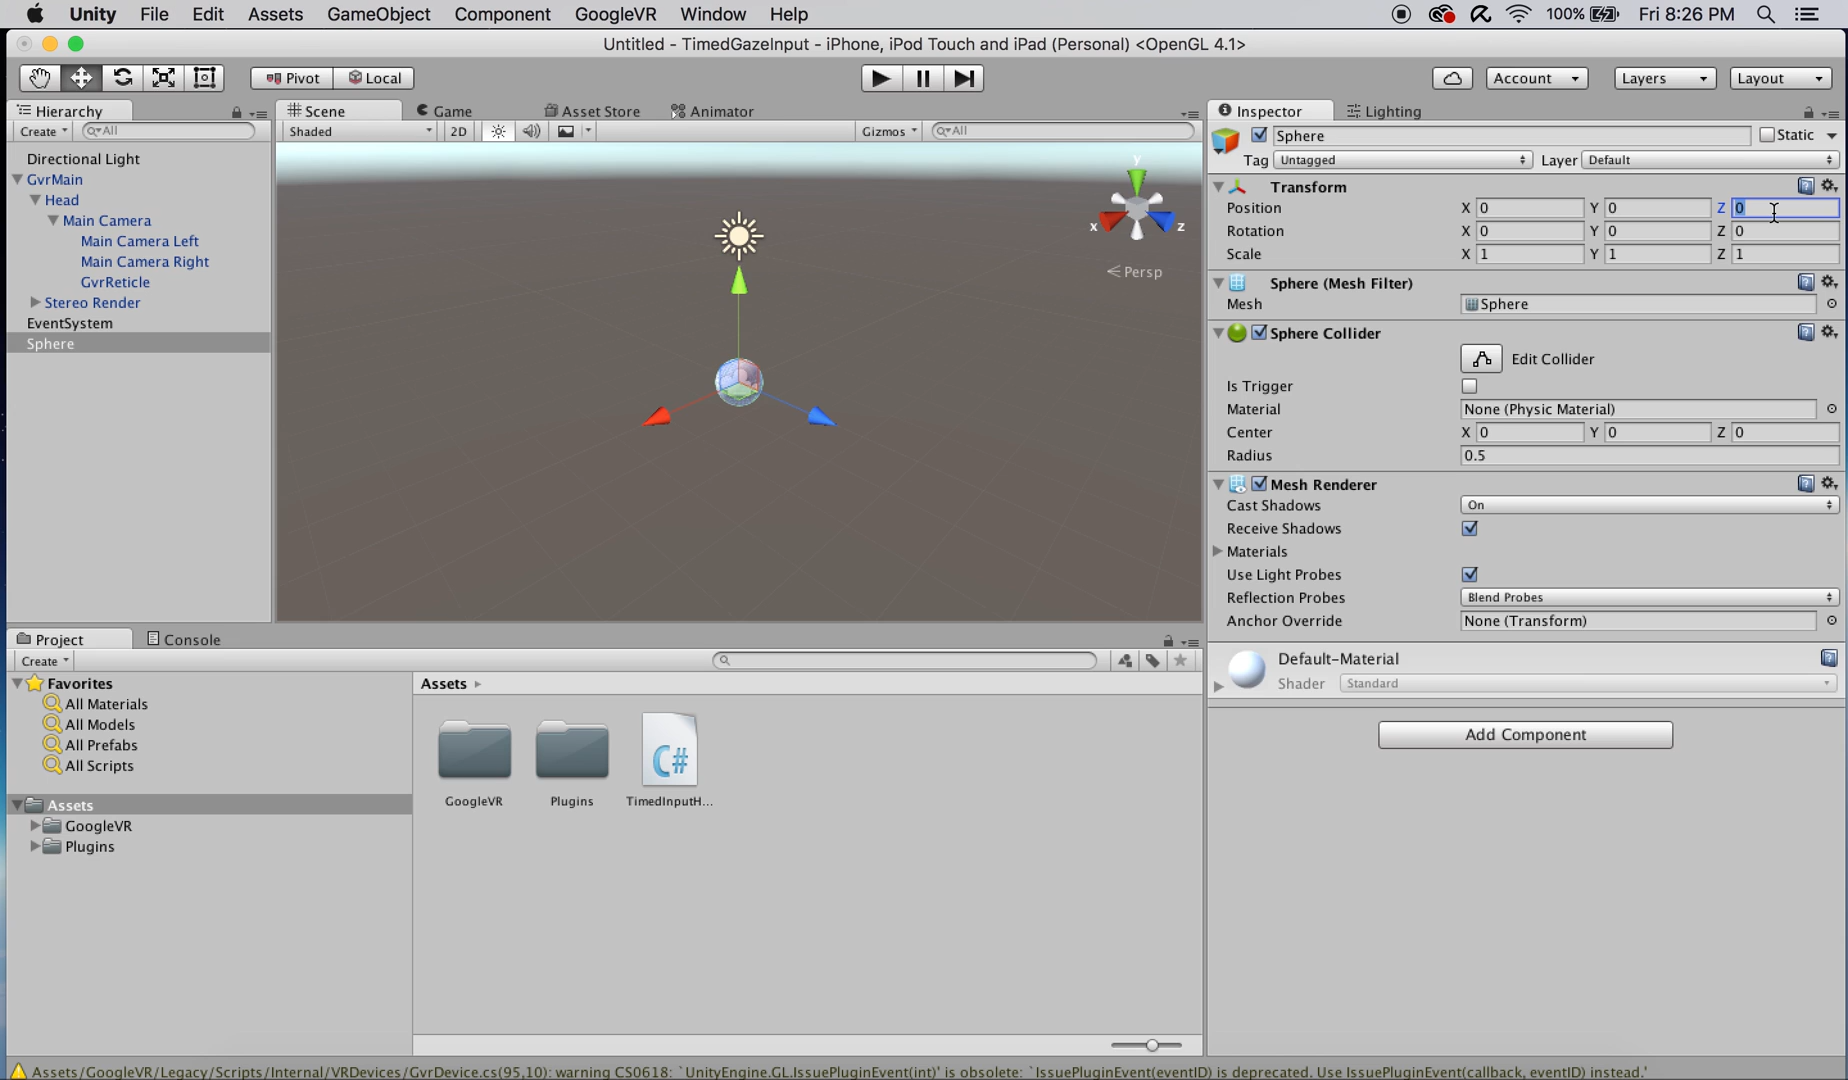 Unity File Edit Assets GameObject Component GoogleVR Window Help 100% Fri 8:26 PM
Untitled - TimedGazeInput - iPhone, iPod Touch and iPad (Personal) <OpenGL 4.1>
Pivot Local Account Layers Layout
Hierarchy Scene Game Asset Store Animator Inspector Lighting
Create All Shaded 2D Gizmos All Sphere Static
Tag Untagged Layer Default
Directional Light
GvrMain
Head
Main Camera
Main Camera Left
Main Camera Right
GvrReticle
Stereo Render
EventSystem
Sphere
y
x z
Persp
Transform
Position X 0 Y 0 Z 0
Rotation X 0 Y 0 Z 0
Scale X 1 Y 1 Z 1
Sphere (Mesh Filter)
Mesh Sphere
Sphere Collider
Edit Collider
Is Trigger
Material None (Physic Material)
Center X 0 Y 0 Z 0
Radius 0.5
Mesh Renderer
Cast Shadows On
Receive Shadows
Materials
Use Light Probes
Reflection Probes Blend Probes
Anchor Override None (Transform)
Default-Material
Shader Standard
Add Component
Project Console
Create
Favorites
All Materials
All Models
All Prefabs
All Scripts
Assets
GoogleVR
Plugins
Assets
C#
GoogleVR Plugins TimedInputH...
Assets/GoogleVR/Legacy/Scripts/Internal/VRDevices/GvrDevice.cs(95,10): warning CS0618: `UnityEngine.GL.IssuePluginEvent(int)' is obsolete: `IssuePluginEvent(eventID) is deprecated. Use IssuePluginEvent(callback, eventID) instead.'